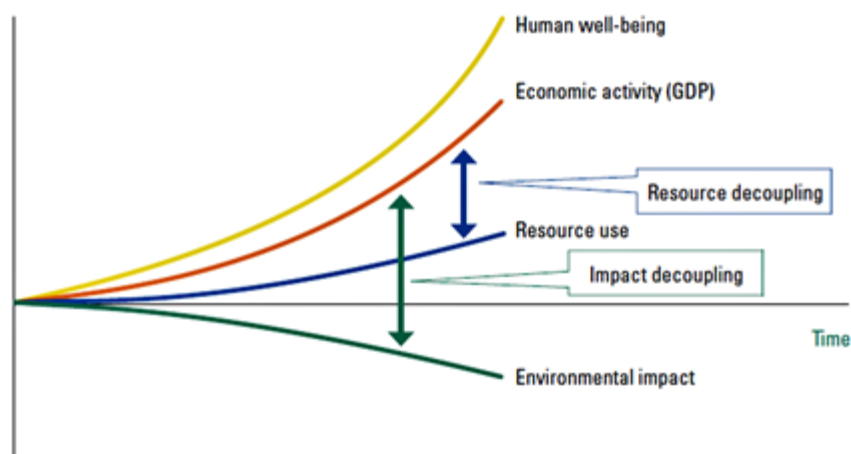 Human well-being
Economic activity (GDP)
Resource decoupling
Resource use
Impact decoupling
Time
Environmental impact